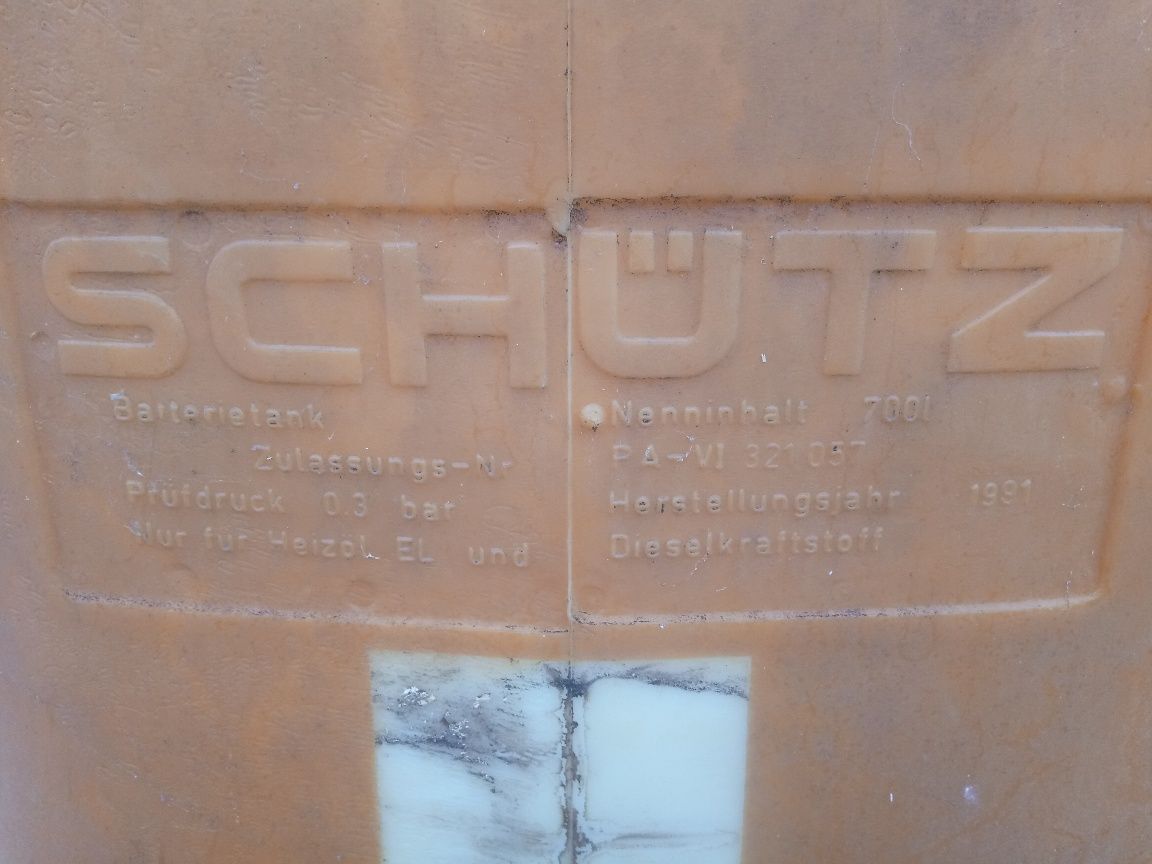 SCHÜTZ
Batterietank Nenninhalt 700l
Zulassungs-Nr PA-VI 321 057
Prüfdruck 0.3 bar Herstellungsjahr 1991
Nur für Heizöl EL und Dieselkraftstoff